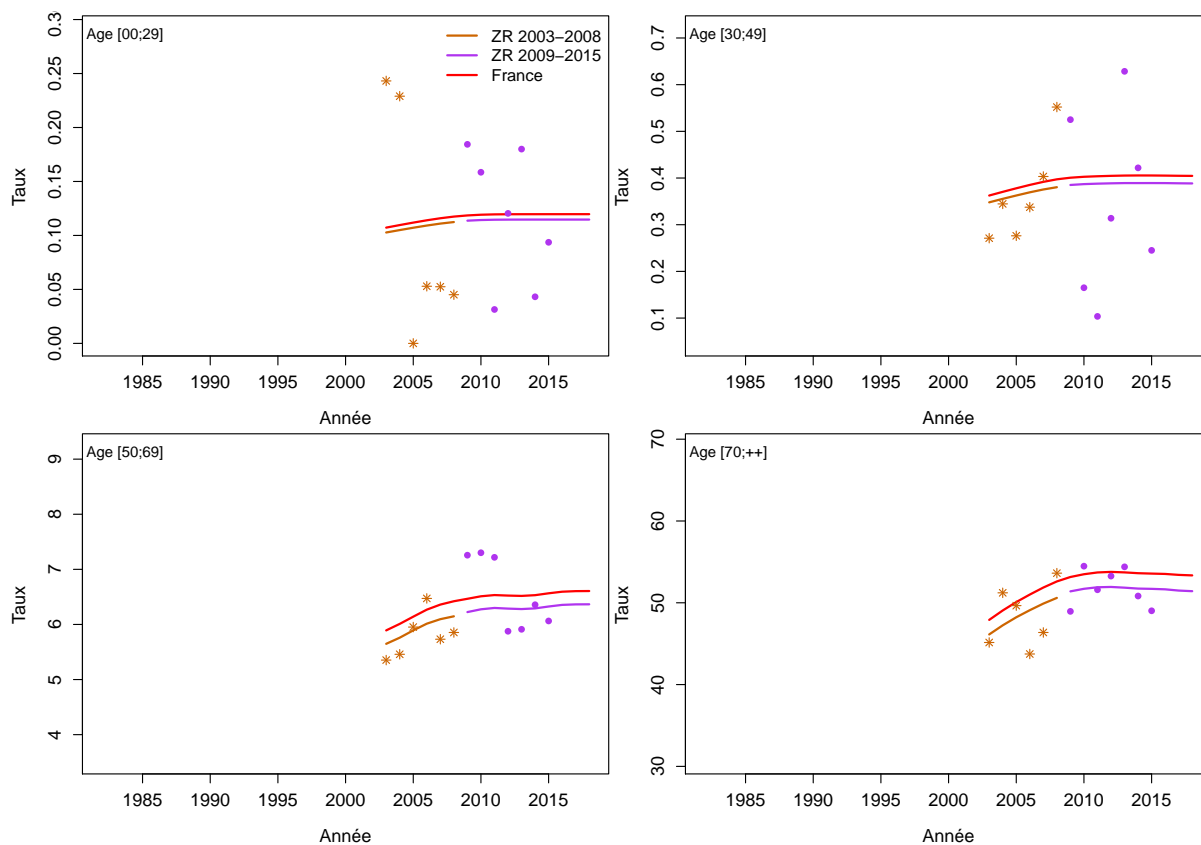 Age [00;29]
ZR 2003−2008
ZR 2009−2015
France
Taux
0.00 0.05 0.10 0.15 0.20 0.25 0.30
1985 1990 1995 2000 2005 2010 2015
Année
Age [30;49]
Taux
0.1 0.2 0.3 0.4 0.5 0.6 0.7
1985 1990 1995 2000 2005 2010 2015
Année
Age [50;69]
Taux
4 5 6 7 8 9
1985 1990 1995 2000 2005 2010 2015
Année
Age [70;++]
Taux
30 40 50 60 70
1985 1990 1995 2000 2005 2010 2015
Année